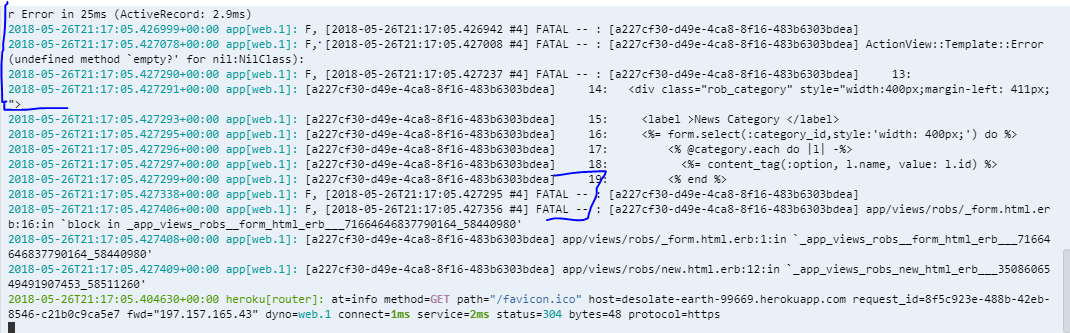 r Error in 25ms (ActiveRecord: 2.9ms)
2018-05-26T21:17:05.426999+00:00 app[web.1]: F, [2018-05-26T21:17:05.426942 #4] FATAL -- : [a227cf30-d49e-4ca8-8f16-483b6303bdea]
2018-05-26T21:17:05.427078+00:00 app[web.1]: F, [2018-05-26T21:17:05.427008 #4] FATAL -- : [a227cf30-d49e-4ca8-8f16-483b6303bdea] ActionView::Template::Error
(undefined method `empty?' for nil:NilClass):
2018-05-26T21:17:05.427290+00:00 app[web.1]: F, [2018-05-26T21:17:05.427237 #4] FATAL -- : [a227cf30-d49e-4ca8-8f16-483b6303bdea]     13:
2018-05-26T21:17:05.427291+00:00 app[web.1]: [a227cf30-d49e-4ca8-8f16-483b6303bdea]     14:   <div class="rob_category" style="width:400px;margin-left: 411px;
">
2018-05-26T21:17:05.427293+00:00 app[web.1]: [a227cf30-d49e-4ca8-8f16-483b6303bdea]     15:     <label >News Category </label>
2018-05-26T21:17:05.427295+00:00 app[web.1]: [a227cf30-d49e-4ca8-8f16-483b6303bdea]     16:     <%= form.select(:category_id,style:'width: 400px;') do %>
2018-05-26T21:17:05.427296+00:00 app[web.1]: [a227cf30-d49e-4ca8-8f16-483b6303bdea]     17:         <% @category.each do |l| -%>
2018-05-26T21:17:05.427297+00:00 app[web.1]: [a227cf30-d49e-4ca8-8f16-483b6303bdea]     18:           <%= content_tag(:option, l.name, value: l.id) %>
2018-05-26T21:17:05.427299+00:00 app[web.1]: [a227cf30-d49e-4ca8-8f16-483b6303bdea]     19:         <% end %>
2018-05-26T21:17:05.427338+00:00 app[web.1]: F, [2018-05-26T21:17:05.427295 #4] FATAL -- : [a227cf30-d49e-4ca8-8f16-483b6303bdea]
2018-05-26T21:17:05.427406+00:00 app[web.1]: F, [2018-05-26T21:17:05.427356 #4] FATAL -- : [a227cf30-d49e-4ca8-8f16-483b6303bdea] app/views/robs/_form.html.er
b:16:in `block in _app_views_robs__form_html_erb___71664646837790164_58440980'
2018-05-26T21:17:05.427408+00:00 app[web.1]: [a227cf30-d49e-4ca8-8f16-483b6303bdea] app/views/robs/_form.html.erb:1:in `_app_views_robs__form_html_erb___71664
646837790164_58440980'
2018-05-26T21:17:05.427409+00:00 app[web.1]: [a227cf30-d49e-4ca8-8f16-483b6303bdea] app/views/robs/new.html.erb:12:in `_app_views_robs_new_html_erb___35086065
49491907453_58511260'
2018-05-26T21:17:05.404630+00:00 heroku[router]: at=info method=GET path="/favicon.ico" host=desolate-earth-99669.herokuapp.com request_id=8f5c923e-488b-42eb-
8546-c21b0c9ca5e7 fwd="197.157.165.43" dyno=web.1 connect=1ms service=2ms status=304 bytes=48 protocol=https